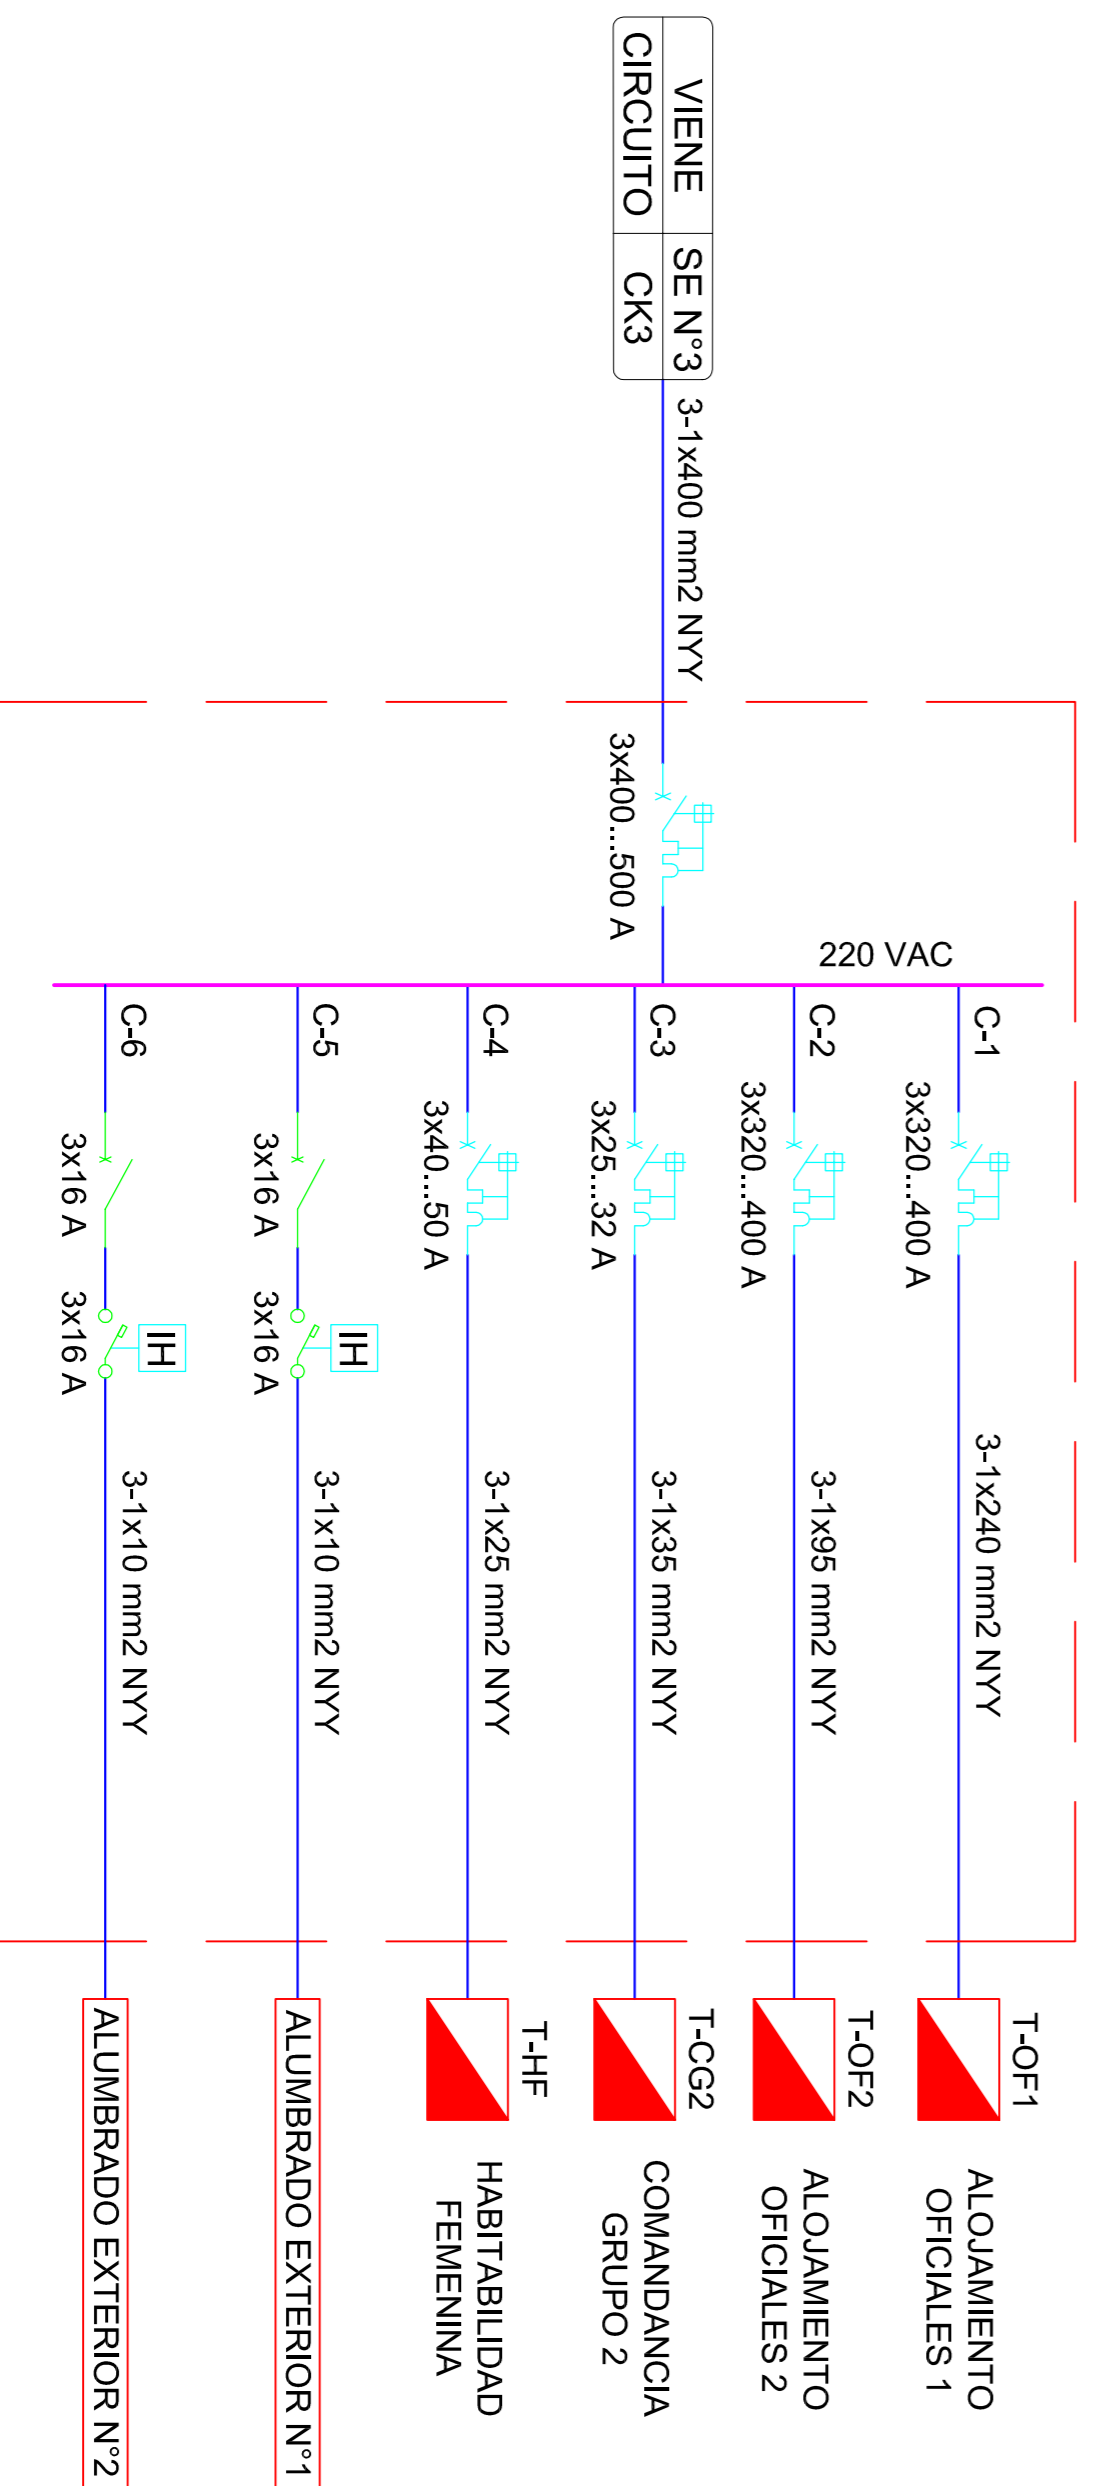 VIENE SE N°3
CIRCUITO CK3
3-1x400 mm2 NYY
3x400...500 A
220 VAC
C-1
3x320...400 A
3-1x240 mm2 NYY
T-OF1
ALOJAMIENTO
OFICIALES 1
C-2
3x320...400 A
3-1x95 mm2 NYY
T-OF2
ALOJAMIENTO
OFICIALES 2
C-3
3x25...32 A
3-1x35 mm2 NYY
T-CG2
COMANDANCIA
GRUPO 2
C-4
3x40...50 A
3-1x25 mm2 NYY
T-HF
HABITABILIDAD
FEMENINA
C-5
3x16 A
IH
3x16 A
3-1x10 mm2 NYY
ALUMBRADO EXTERIOR N°1
C-6
3x16 A
IH
3x16 A
3-1x10 mm2 NYY
ALUMBRADO EXTERIOR N°2